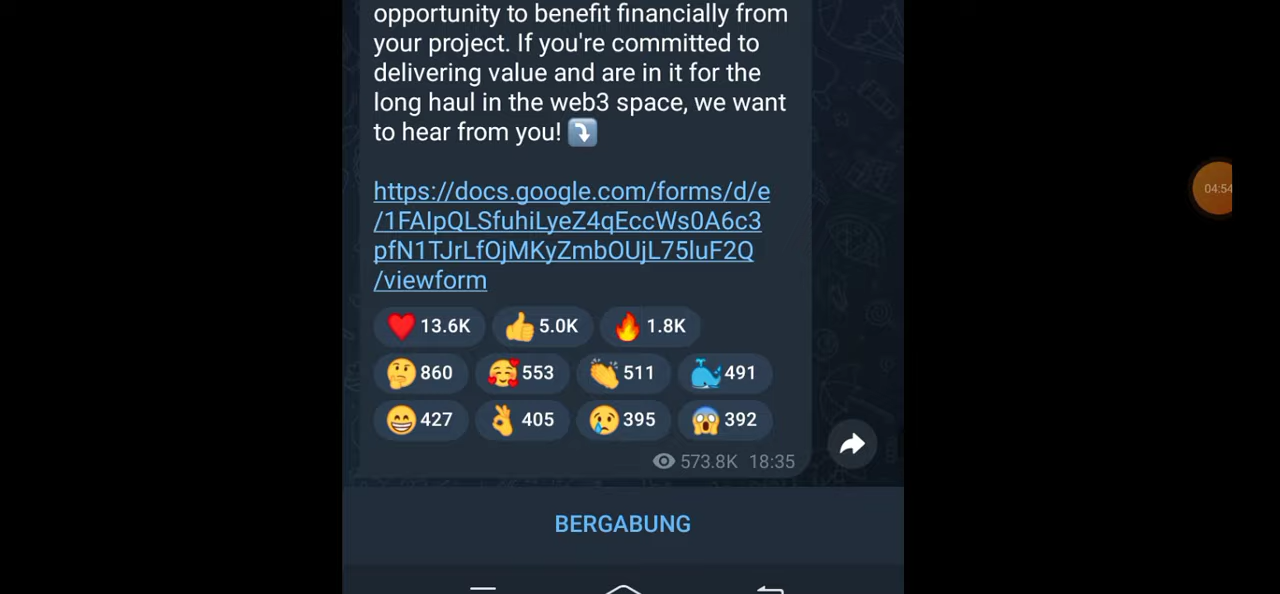 opportunity to benefit financially from
your project. If you're committed to
delivering value and are in it for the
long haul in the web3 space, we want
to hear from you! ⤵️
https://docs.google.com/forms/d/e
/1FAIpQLSfuhiLyeZ4qEccWs0A6c3
pfN1TJrLfOjMKyZmbOUjL75luF2Q
/viewform
❤️ 13.6K 👍 5.0K 🔥 1.8K
🤔 860 🥰 553 👏 511 🐳 491
😁 427 👌 405 😢 395 😱 392
573.8K 18:35
BERGABUNG
04:54